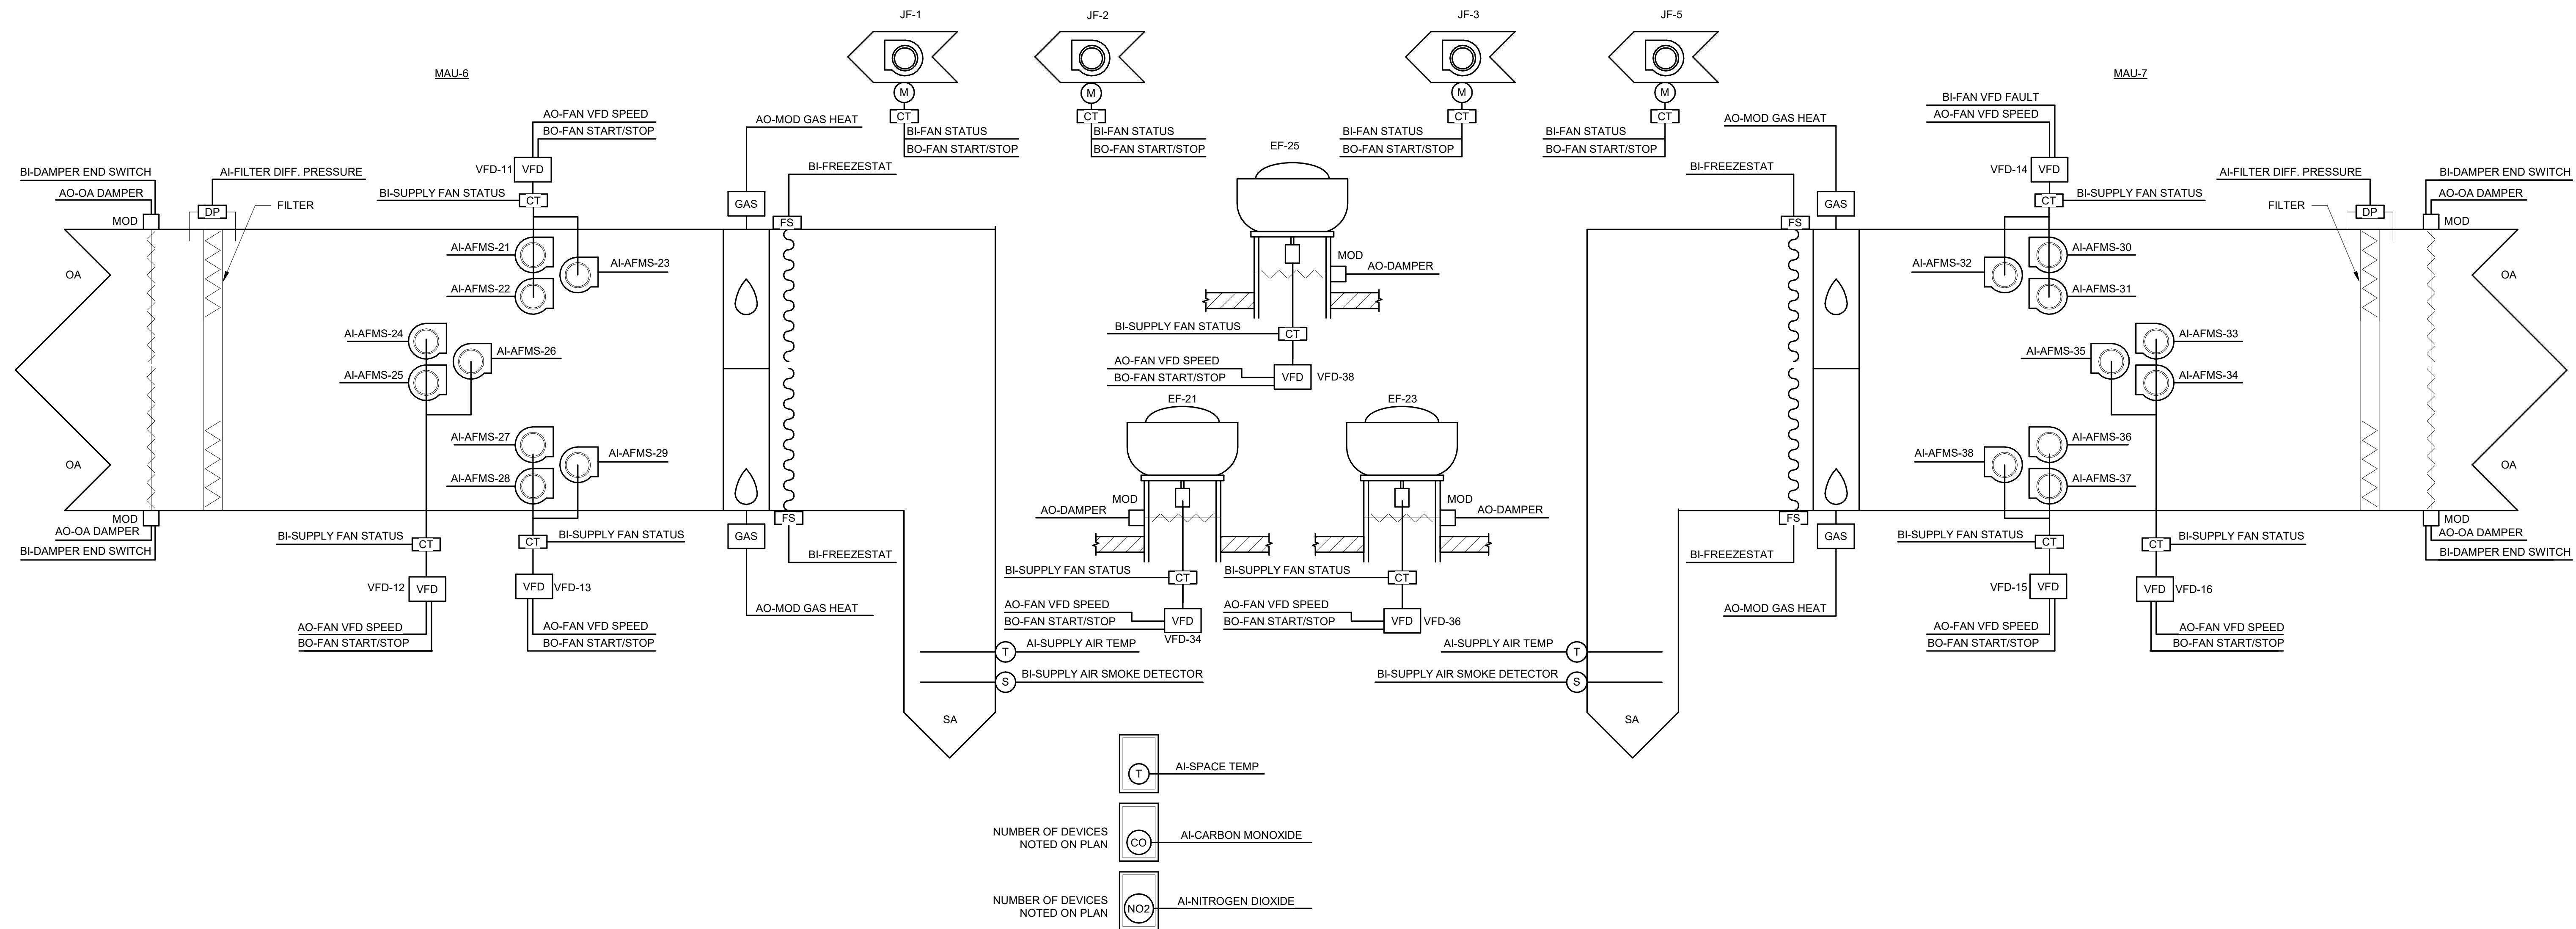 JF-1
JF-2
JF-3
JF-5
MAU-6
MAU-7
M
M
M
M
CT
CT
CT
CT
BI-FAN STATUS
BO-FAN START/STOP
BI-FAN STATUS
BO-FAN START/STOP
BI-FAN STATUS
BO-FAN START/STOP
BI-FAN STATUS
BO-FAN START/STOP
AO-FAN VFD SPEED
BO-FAN START/STOP
VFD-11
VFD
BI-SUPPLY FAN STATUS
CT
AO-MOD GAS HEAT
BI-FREEZESTAT
GAS
FS
BI-DAMPER END SWITCH
AO-OA DAMPER
MOD
AI-FILTER DIFF. PRESSURE
DP
FILTER
OA
OA
AI-AFMS-21
AI-AFMS-22
AI-AFMS-23
AI-AFMS-24
AI-AFMS-25
AI-AFMS-26
AI-AFMS-27
AI-AFMS-28
AI-AFMS-29
MOD
AO-OA DAMPER
BI-DAMPER END SWITCH
BI-SUPPLY FAN STATUS
CT
VFD-12
VFD
AO-FAN VFD SPEED
BO-FAN START/STOP
BI-SUPPLY FAN STATUS
CT
VFD
VFD-13
AO-FAN VFD SPEED
BO-FAN START/STOP
FS
GAS
BI-FREEZESTAT
AO-MOD GAS HEAT
AI-SUPPLY AIR TEMP
T
BI-SUPPLY AIR SMOKE DETECTOR
S
SA
EF-25
MOD
AO-DAMPER
BI-SUPPLY FAN STATUS
CT
AO-FAN VFD SPEED
BO-FAN START/STOP
VFD
VFD-38
EF-21
MOD
AO-DAMPER
BI-SUPPLY FAN STATUS
CT
AO-FAN VFD SPEED
BO-FAN START/STOP
VFD
VFD-34
EF-23
MOD
AO-DAMPER
BI-SUPPLY FAN STATUS
CT
AO-FAN VFD SPEED
BO-FAN START/STOP
VFD
VFD-36
AO-MOD GAS HEAT
BI-FREEZESTAT
FS
GAS
BI-FAN VFD FAULT
AO-FAN VFD SPEED
VFD-14
VFD
BI-SUPPLY FAN STATUS
CT
AI-FILTER DIFF. PRESSURE
FILTER
DP
BI-DAMPER END SWITCH
AO-OA DAMPER
MOD
OA
OA
AI-AFMS-30
AI-AFMS-31
AI-AFMS-32
AI-AFMS-33
AI-AFMS-34
AI-AFMS-35
AI-AFMS-36
AI-AFMS-37
AI-AFMS-38
MOD
AO-OA DAMPER
BI-DAMPER END SWITCH
FS
GAS
BI-FREEZESTAT
AO-MOD GAS HEAT
BI-SUPPLY FAN STATUS
CT
VFD-15
VFD
AO-FAN VFD SPEED
BO-FAN START/STOP
BI-SUPPLY FAN STATUS
CT
VFD
VFD-16
AO-FAN VFD SPEED
BO-FAN START/STOP
AI-SUPPLY AIR TEMP
T
BI-SUPPLY AIR SMOKE DETECTOR
S
SA
T
AI-SPACE TEMP
NUMBER OF DEVICES
NOTED ON PLAN
CO
AI-CARBON MONOXIDE
NUMBER OF DEVICES
NOTED ON PLAN
NO2
AI-NITROGEN DIOXIDE